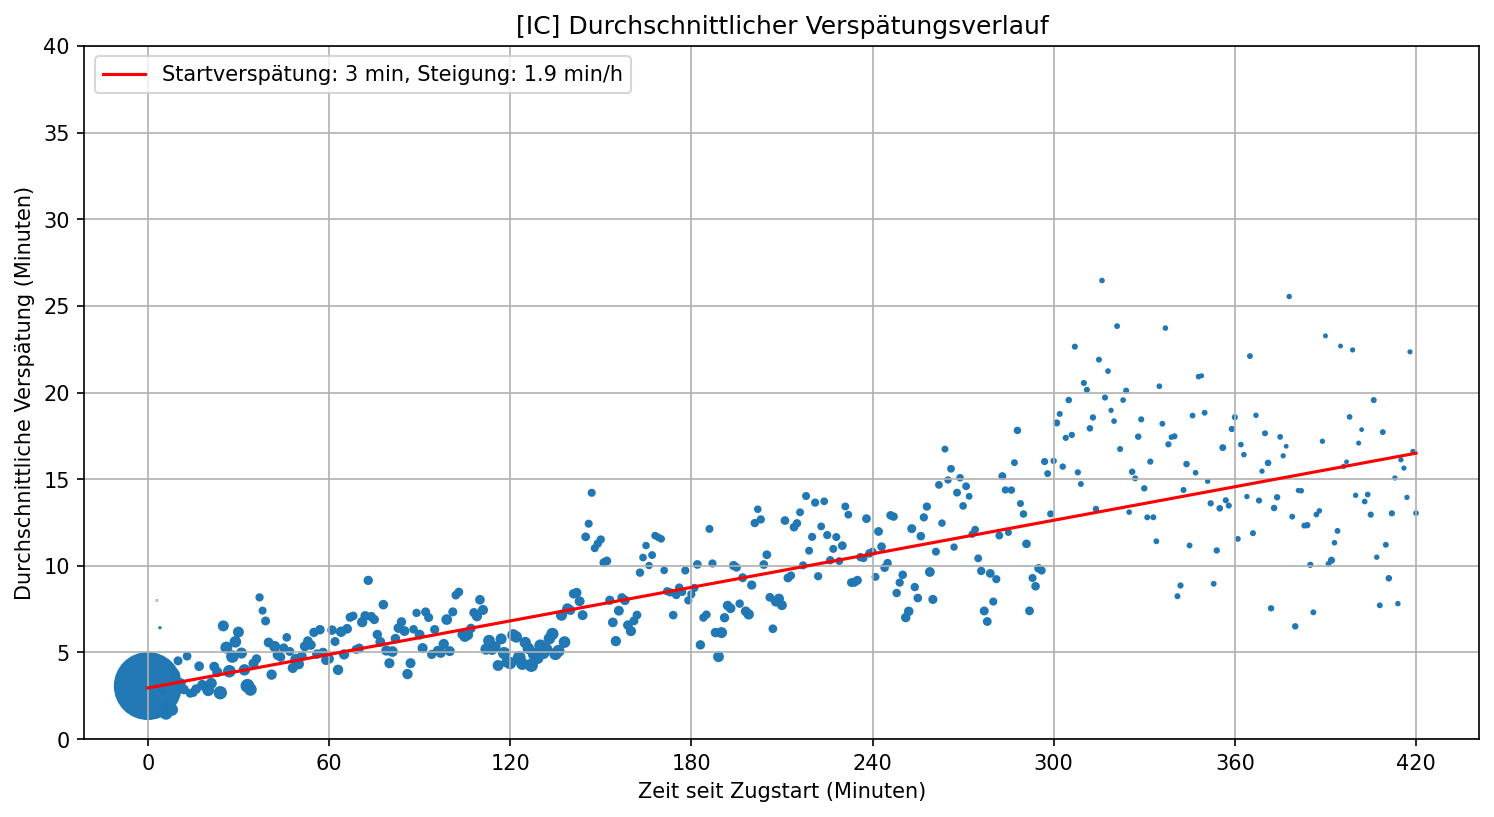 [IC] Durchschnittlicher Verspätungsverlauf
Startverspätung: 3 min, Steigung: 1.9 min/h
Durchschnittliche Verspätung (Minuten)
40
35
30
25
20
15
10
5
0
0 60 120 180 240 300 360 420
Zeit seit Zugstart (Minuten)